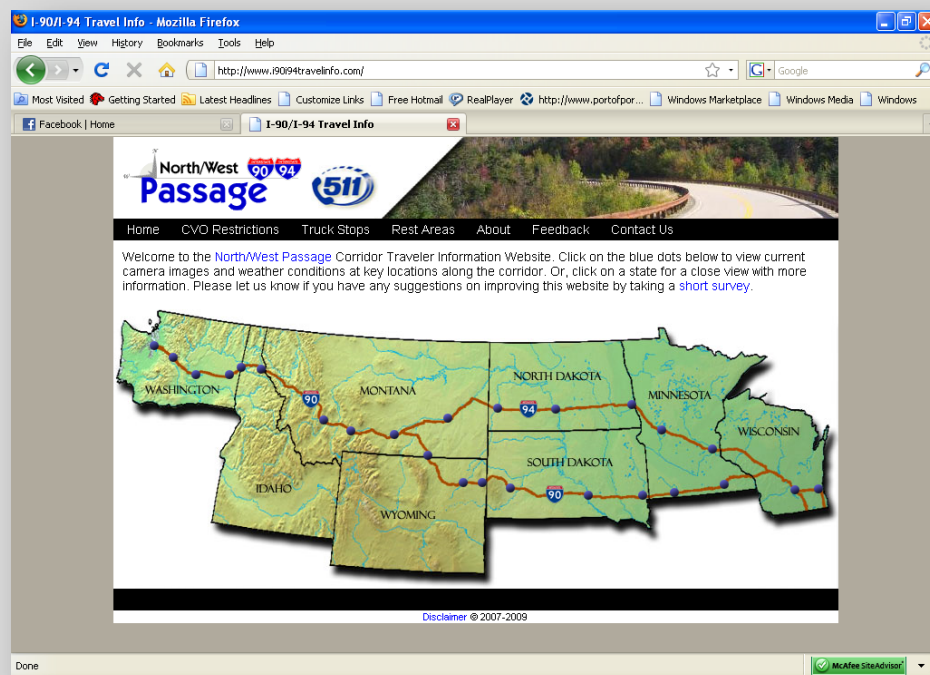 I-90/I-94 Travel Info - Mozilla Firefox
File Edit View History Bookmarks Tools Help
http://www.i90i94travelinfo.com/
Google
Most Visited Getting Started Latest Headlines Customize Links Free Hotmail RealPlayer http://www.portofpor... Windows Marketplace Windows Media Windows
Facebook | Home I-90/I-94 Travel Info
North/West 90 94
Passage
511
Home CVO Restrictions Truck Stops Rest Areas About Feedback Contact Us
Welcome to the North/West Passage Corridor Traveler Information Website. Click on the blue dots below to view current
camera images and weather conditions at key locations along the corridor. Or, click on a state for a close view with more
information. Please let us know if you have any suggestions on improving this website by taking a short survey.
WASHINGTON
MONTANA
NORTH DAKOTA
MINNESOTA
90
94
WISCONSIN
SOUTH DAKOTA
IDAHO
90
WYOMING
Disclaimer © 2007-2009
Done
McAfee SiteAdvisor